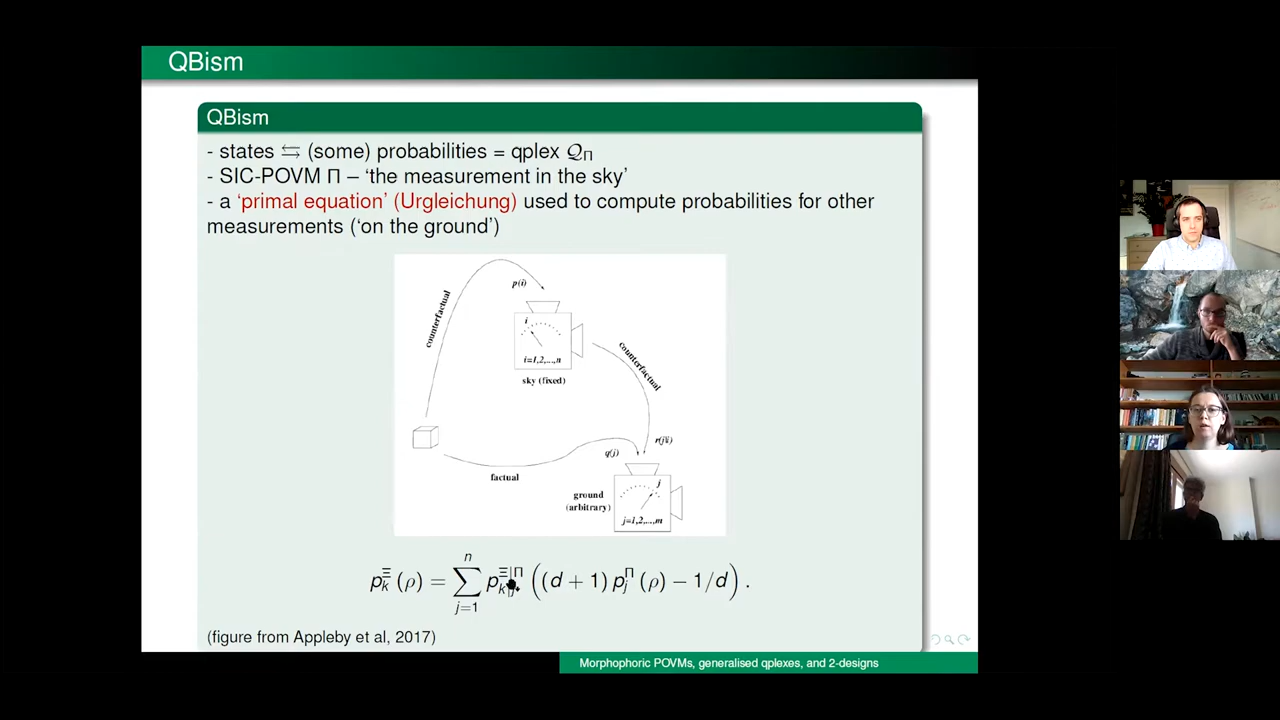 QBism
QBism
- states ⇆ (some) probabilities = qplex 𝒬_Π
- SIC-POVM Π – ‘the measurement in the sky’
- a ‘primal equation’ (Urgleichung) used to compute probabilities for other
measurements (‘on the ground’)
p(i)
counterfactual
i
i=1,2,...,n
sky (fixed)
counterfactual
r(j\i)
q(j)
factual
ground
(arbitrary)
j
j=1,2,...,m
p_k^Ξ (ρ) = ∑_{j=1}^{n} p_{k|j}^{Ξ|Π} ((d + 1) p_j^Π (ρ) − 1/d) .
(figure from Appleby et al, 2017)
Morphophoric POVMs, generalised qplexes, and 2-designs